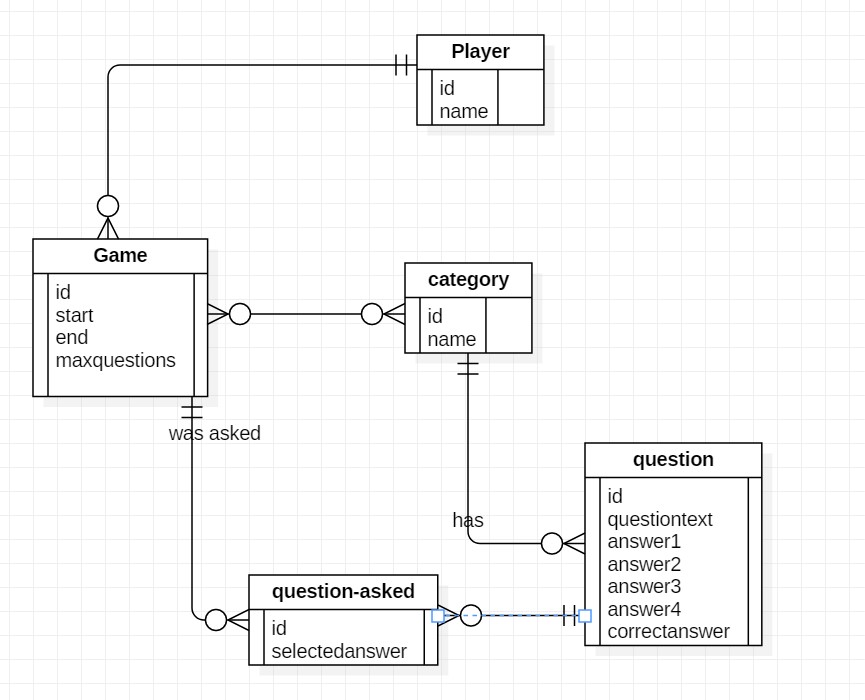 Player
id
name
Game
id
start
end
maxquestions
category
id
name
was asked
question
id
questiontext
answer1
answer2
answer3
answer4
correctanswer
has
question-asked
id
selectedanswer